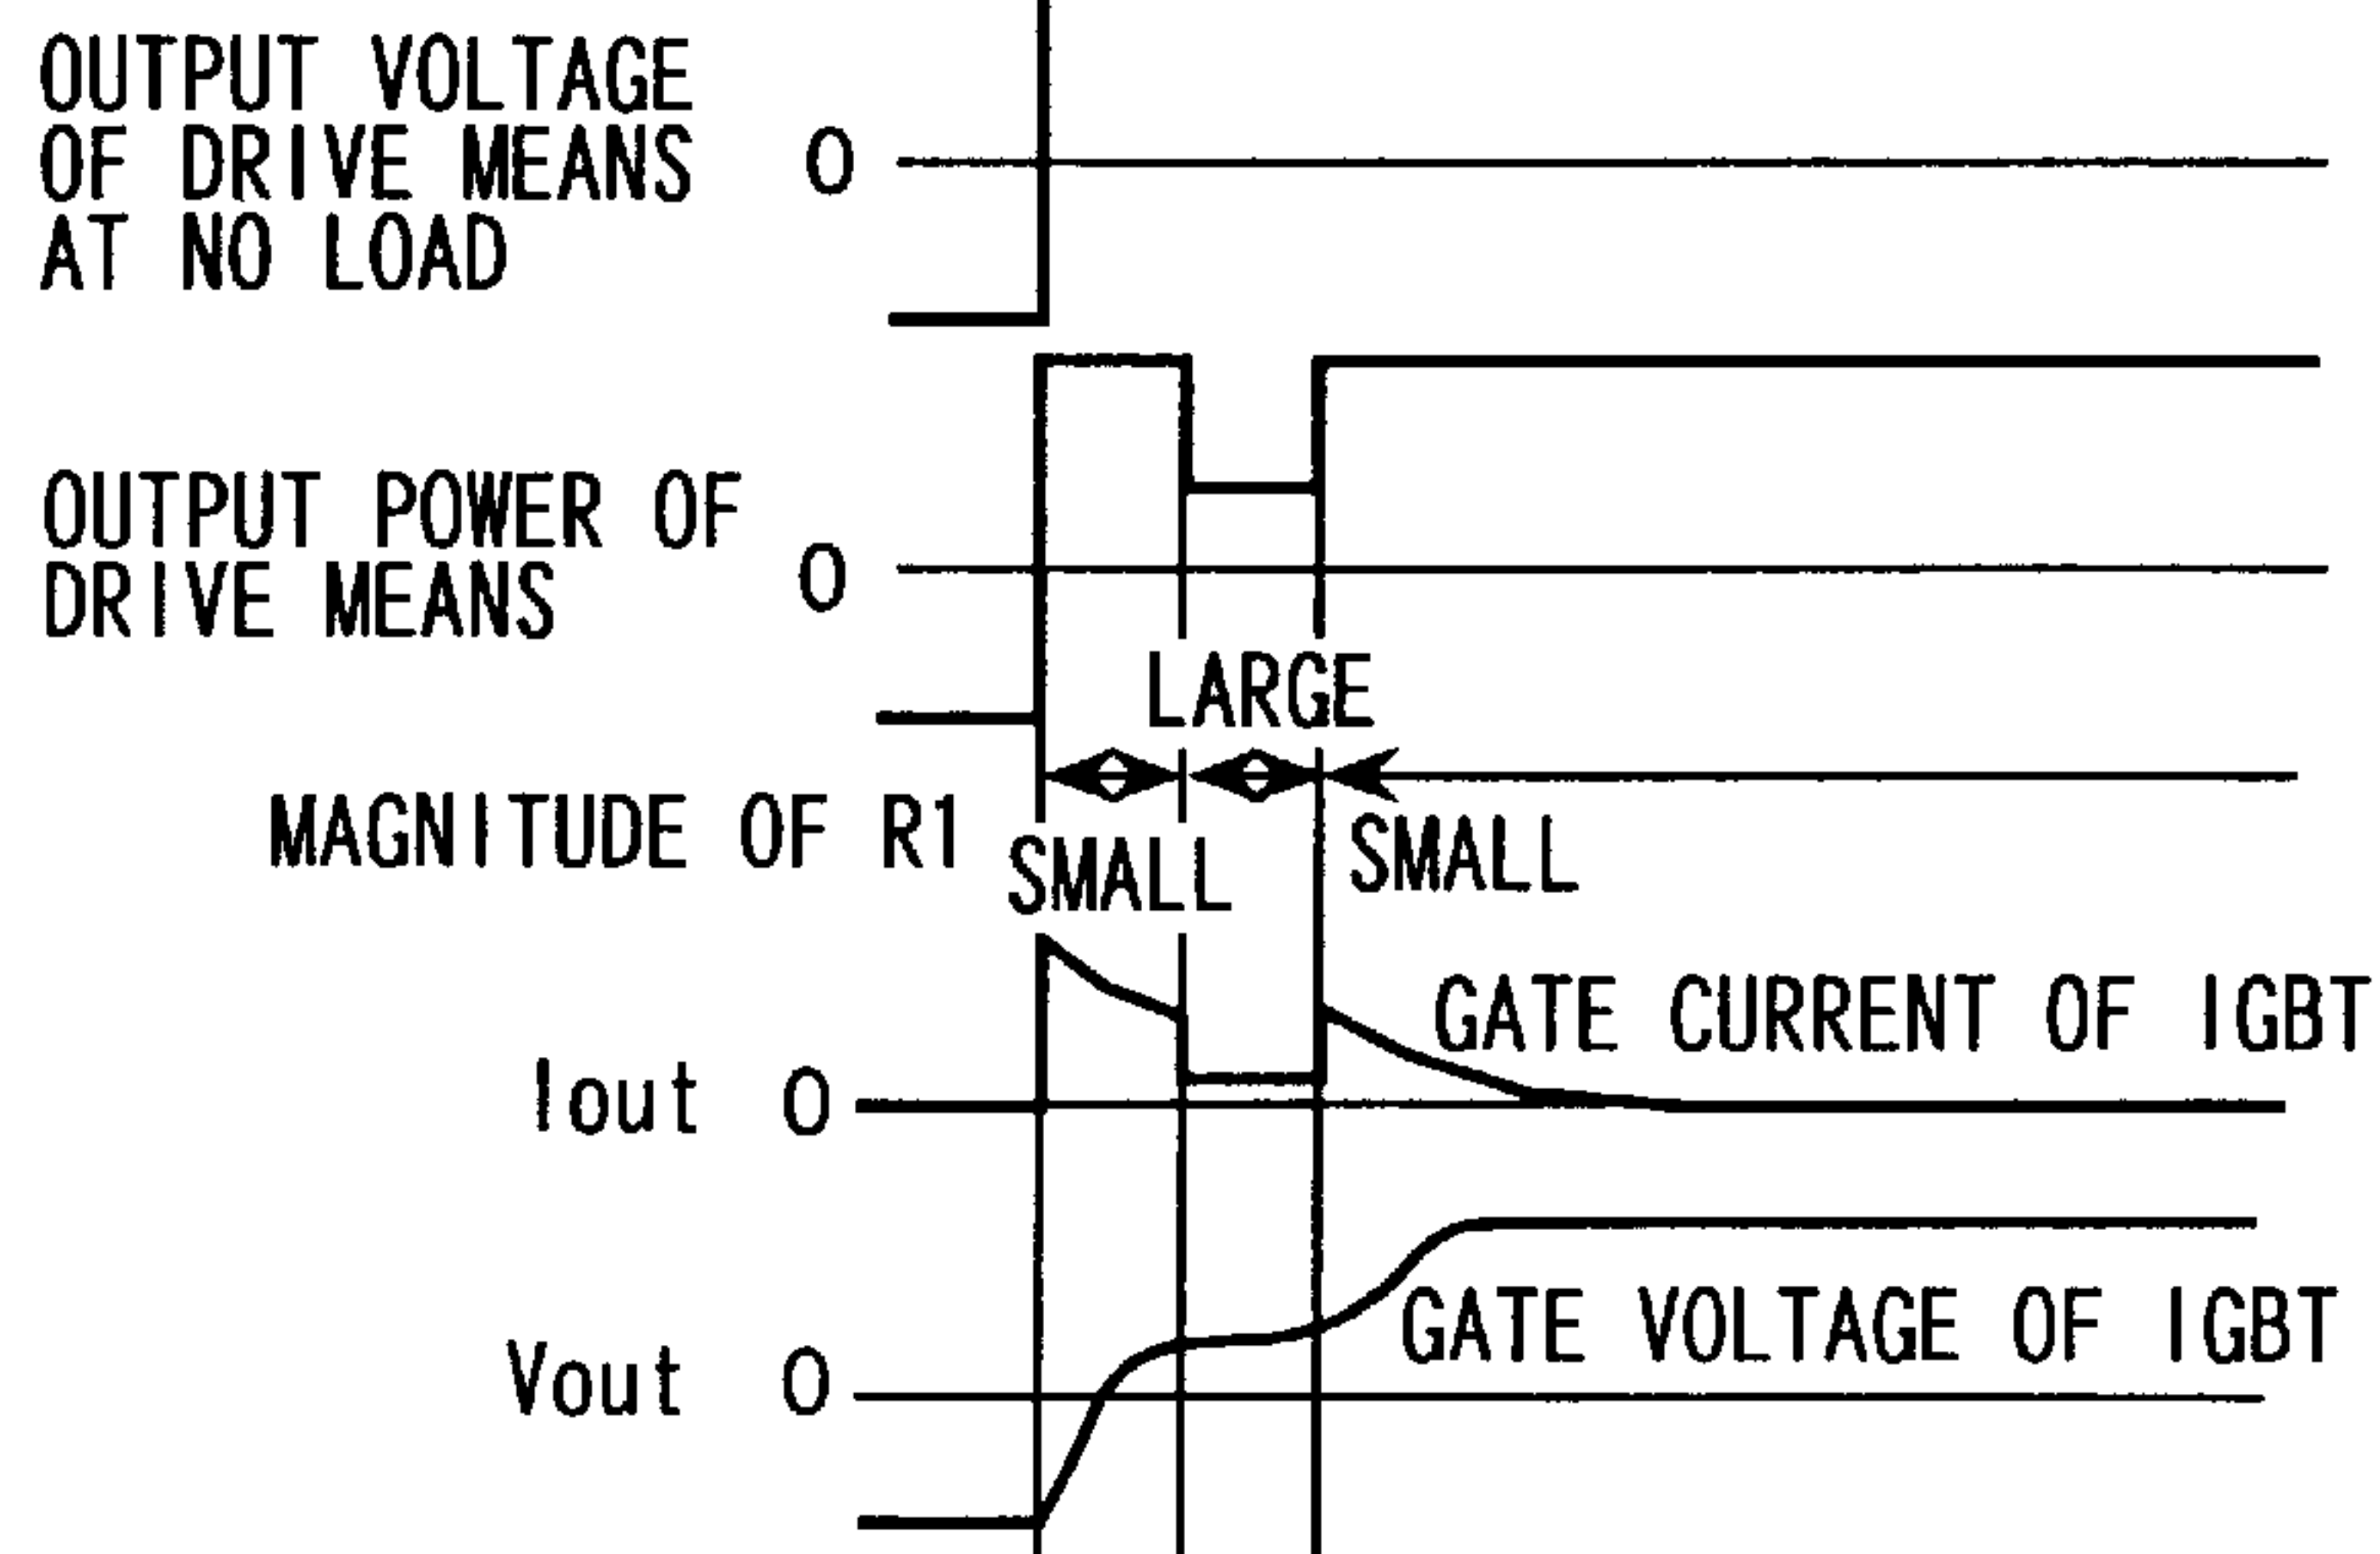 OUTPUT VOLTAGE
OF DRIVE MEANS
AT NO LOAD
0
OUTPUT POWER OF
DRIVE MEANS
0
LARGE
MAGNITUDE OF R1
SMALL
SMALL
GATE CURRENT OF IGBT
Iout 0
GATE VOLTAGE OF IGBT
Vout 0